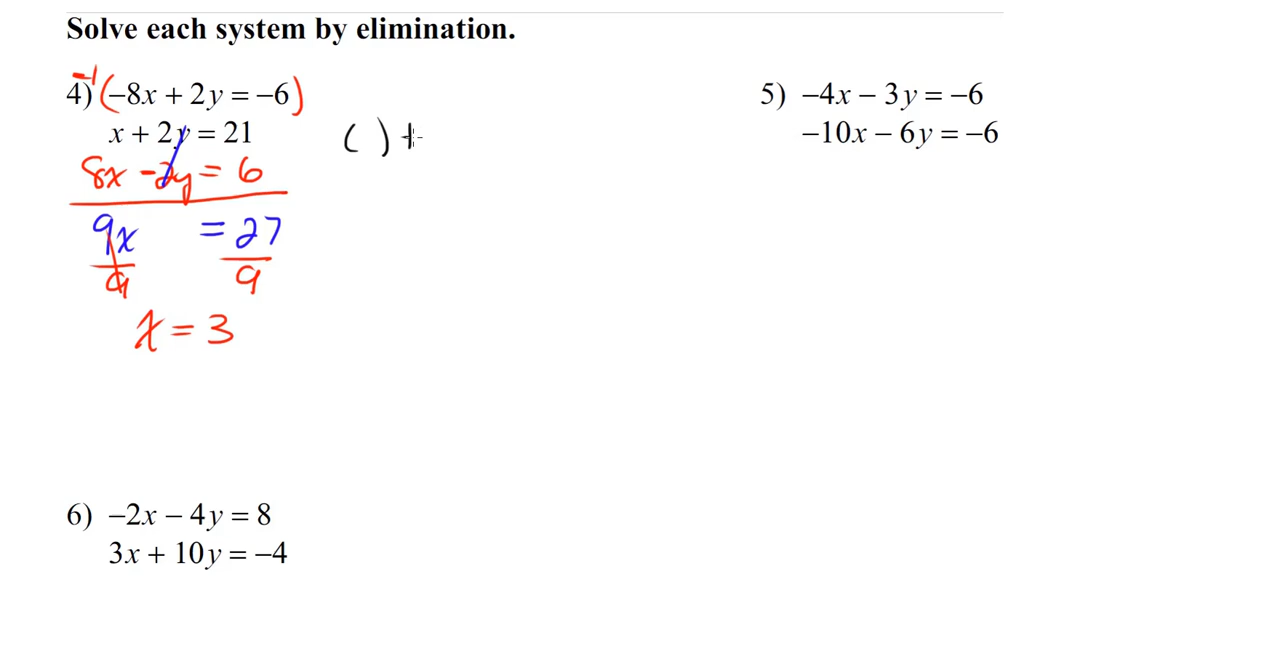 Solve each system by elimination.
-1
4) (-8x + 2y = -6)
x + 2y = 21
( ) +
8x - 2y = 6
9x = 27
9 9
x = 3
5) -4x - 3y = -6
-10x - 6y = -6
6) -2x - 4y = 8
3x + 10y = -4